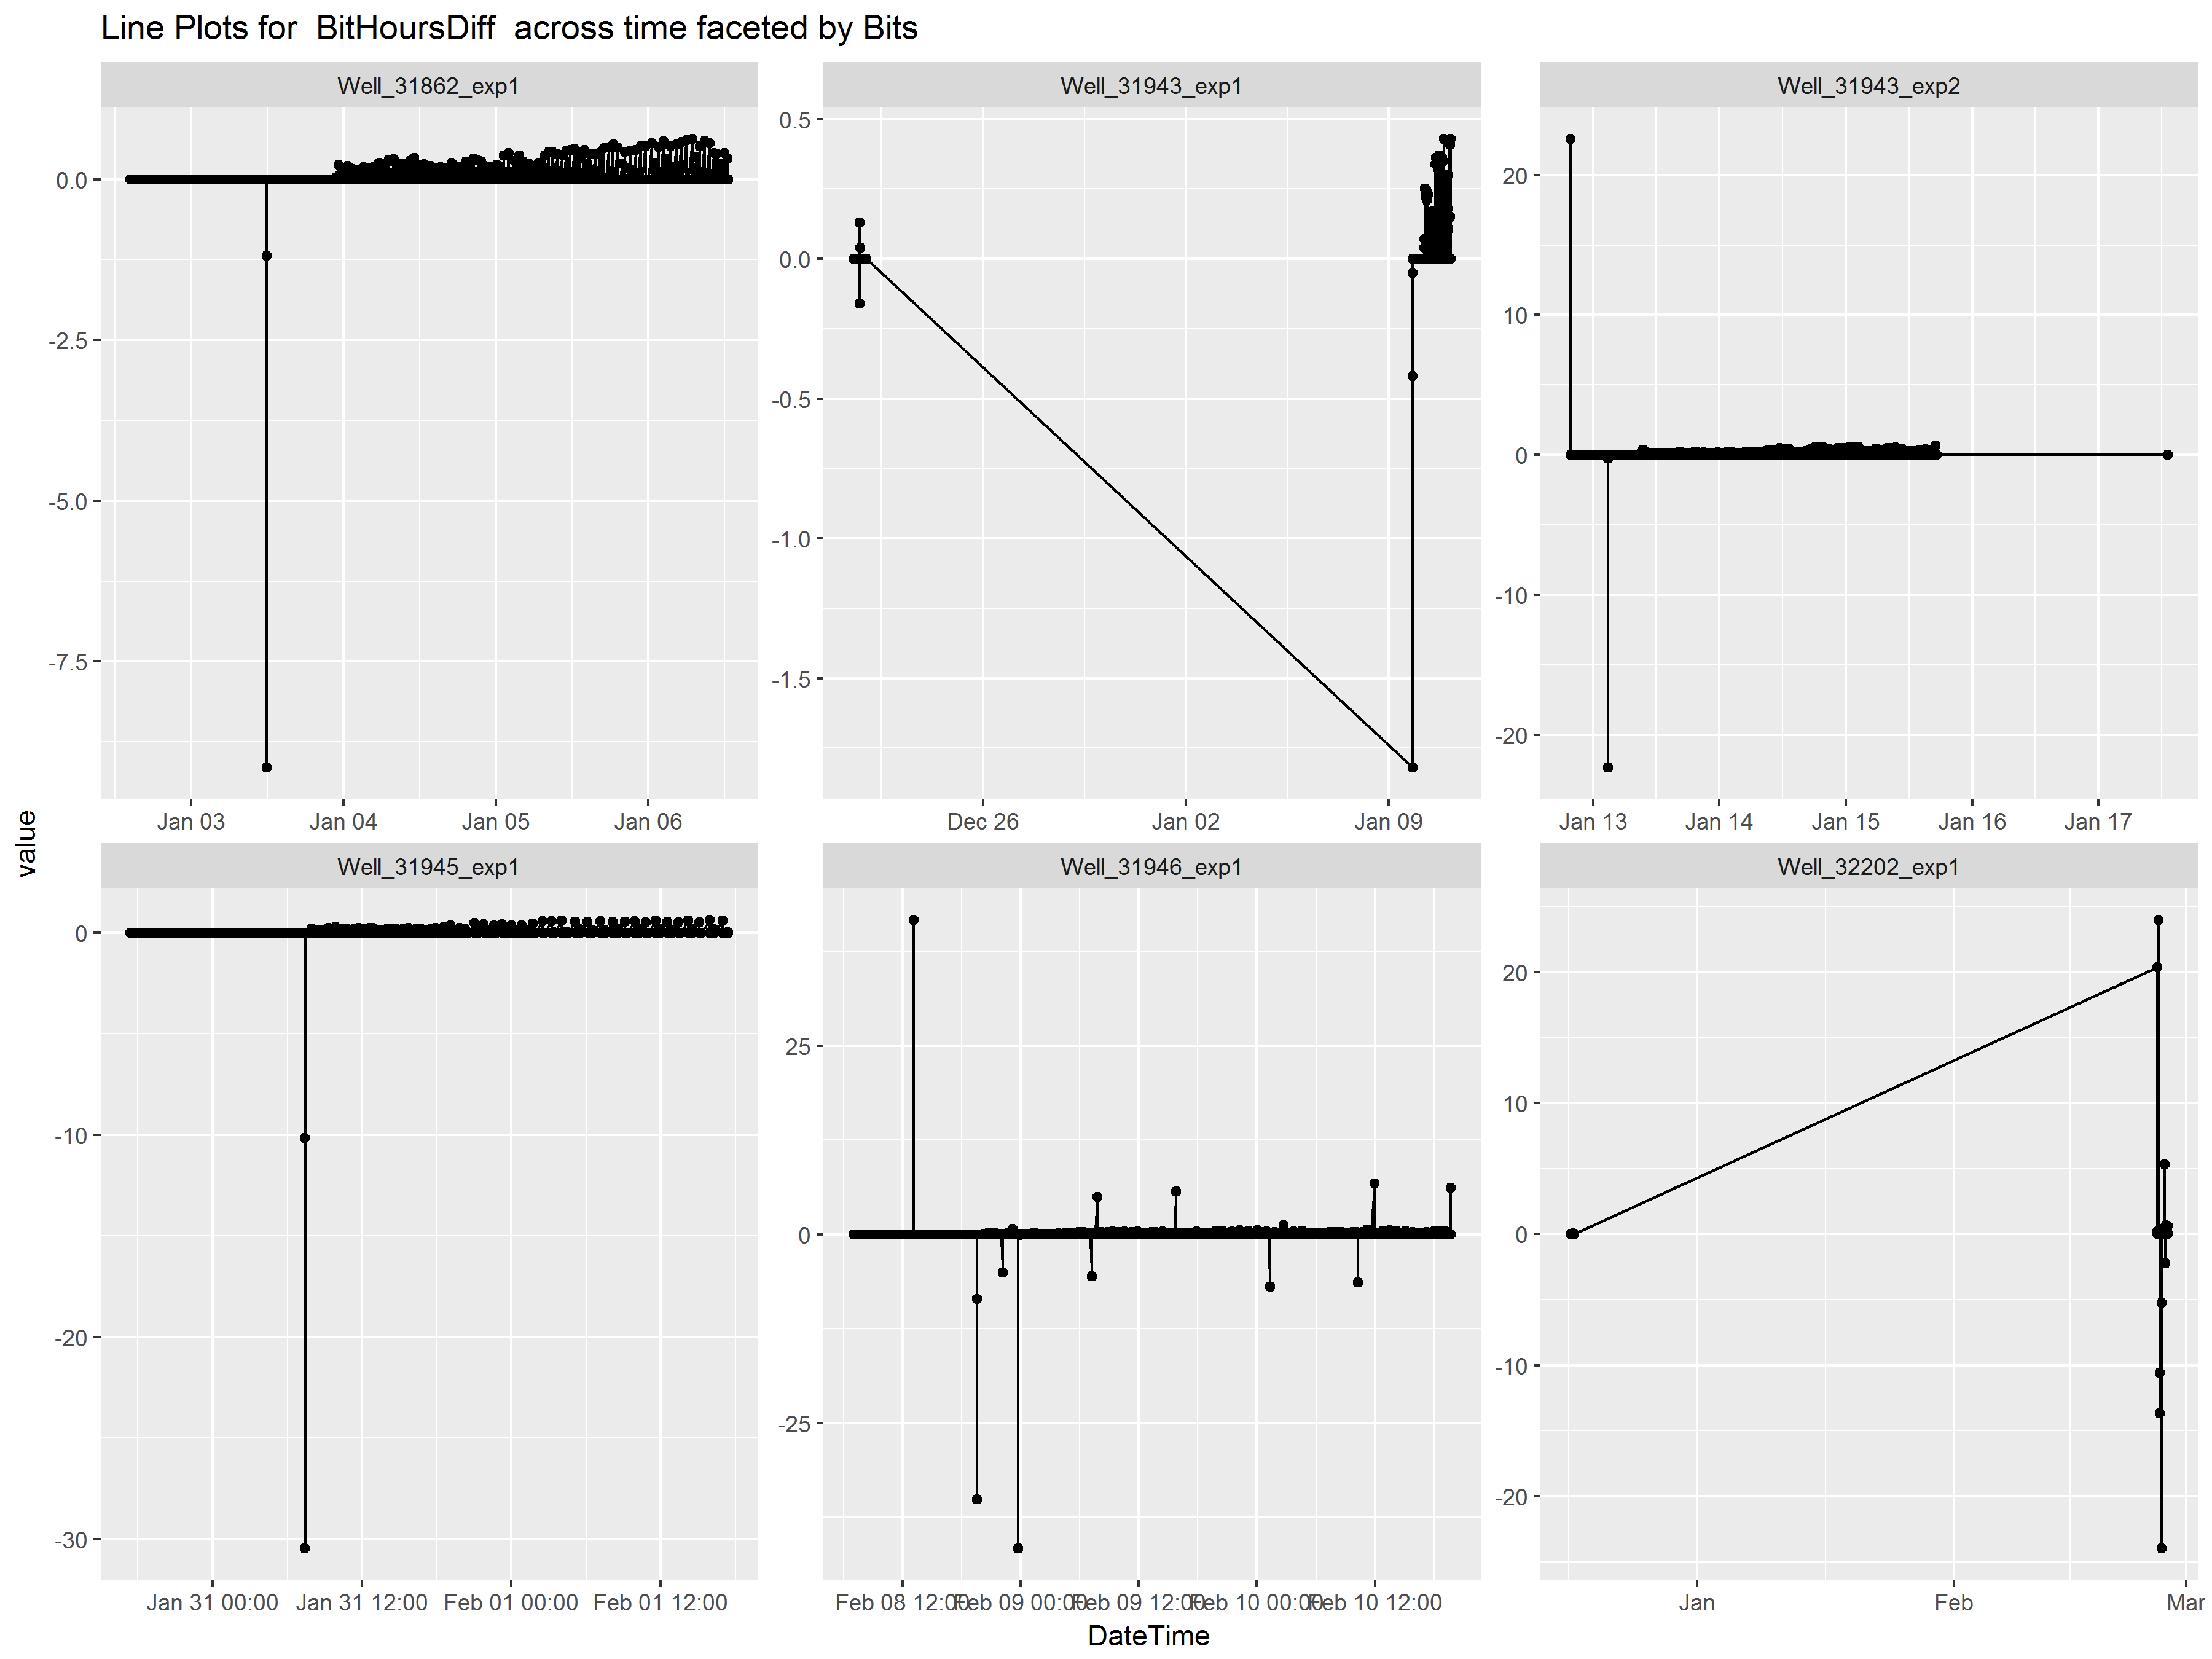 Line Plots for  BitHoursDiff  across time faceted by Bits
Well_31862_exp1
Well_31943_exp1
Well_31943_exp2
0.0
-2.5
-5.0
-7.5
0.5
0.0
-0.5
-1.0
-1.5
20
10
0
-10
-20
Jan 03 Jan 04 Jan 05 Jan 06
Dec 26 Jan 02 Jan 09
Jan 13 Jan 14 Jan 15 Jan 16 Jan 17
value
Well_31945_exp1
Well_31946_exp1
Well_32202_exp1
0
-10
-20
-30
25
0
-25
20
10
0
-10
-20
Jan 31 00:00 Jan 31 12:00 Feb 01 00:00 Feb 01 12:00
Feb 08 12:00 Feb 09 00:00 Feb 09 12:00 Feb 10 00:00 Feb 10 12:00
Jan Feb Mar
DateTime